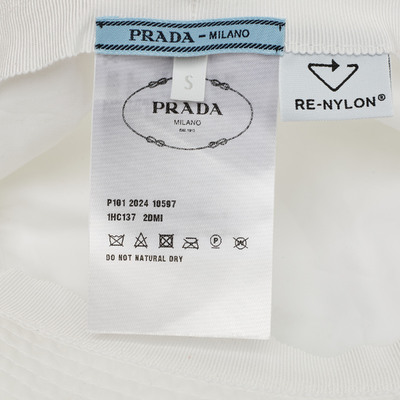 PRADA - MILANO
S
PRADA
MILANO
RE-NYLON®
P101 2024 10597
1HC137 2DMI
P
W
DO NOT NATURAL DRY